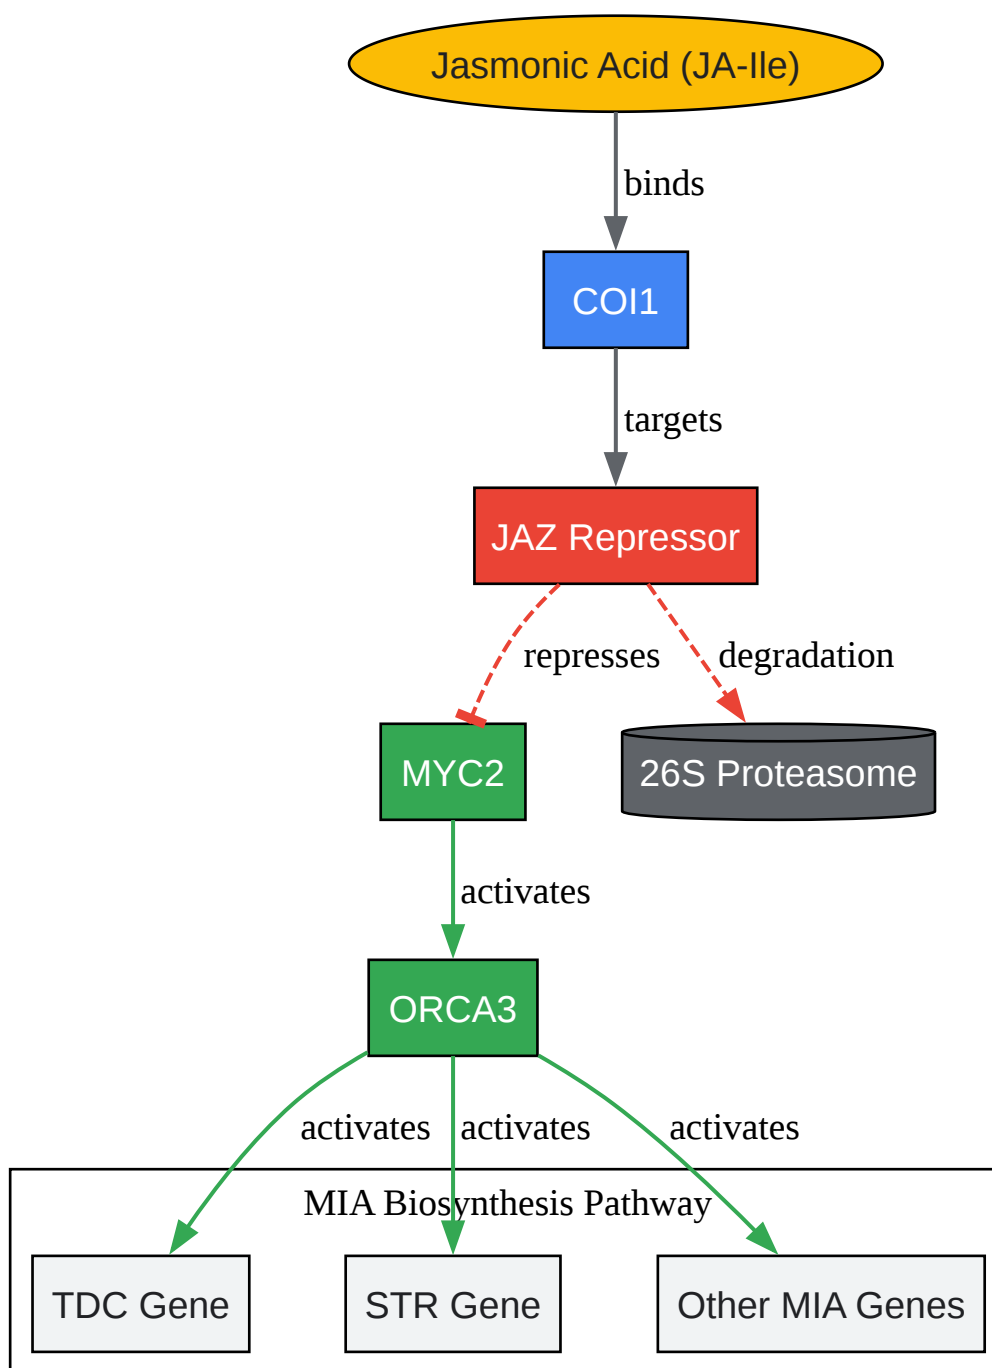 Jasmonic Acid (JA-Ile)
binds
COI1
targets
JAZ Repressor
represses
degradation
MYC2
26S Proteasome
activates
ORCA3
activates
activates
activates
MIA Biosynthesis Pathway
TDC Gene
STR Gene
Other MIA Genes